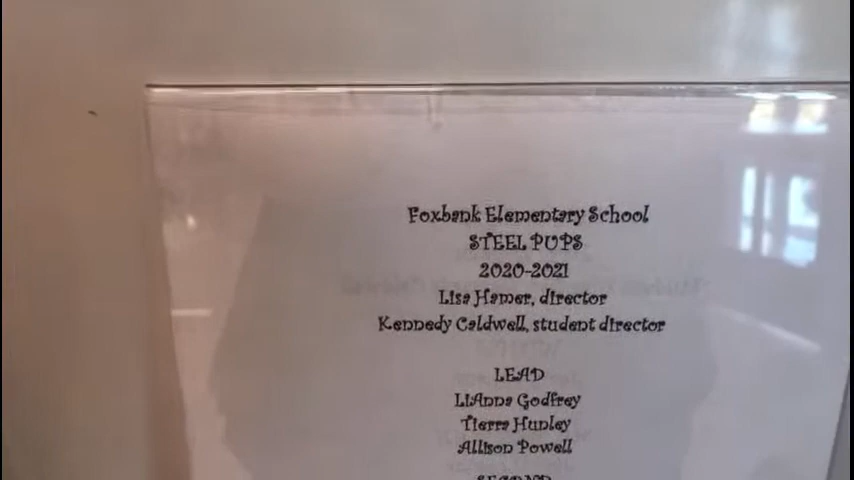 Foxbank Elementary School
STEEL PUPS
2020-2021
Lisa Hamer, director
Kennedy Caldwell, student director
LEAD
LiAnna Godfrey
Tierra Hunley
Allison Powell
SECOND